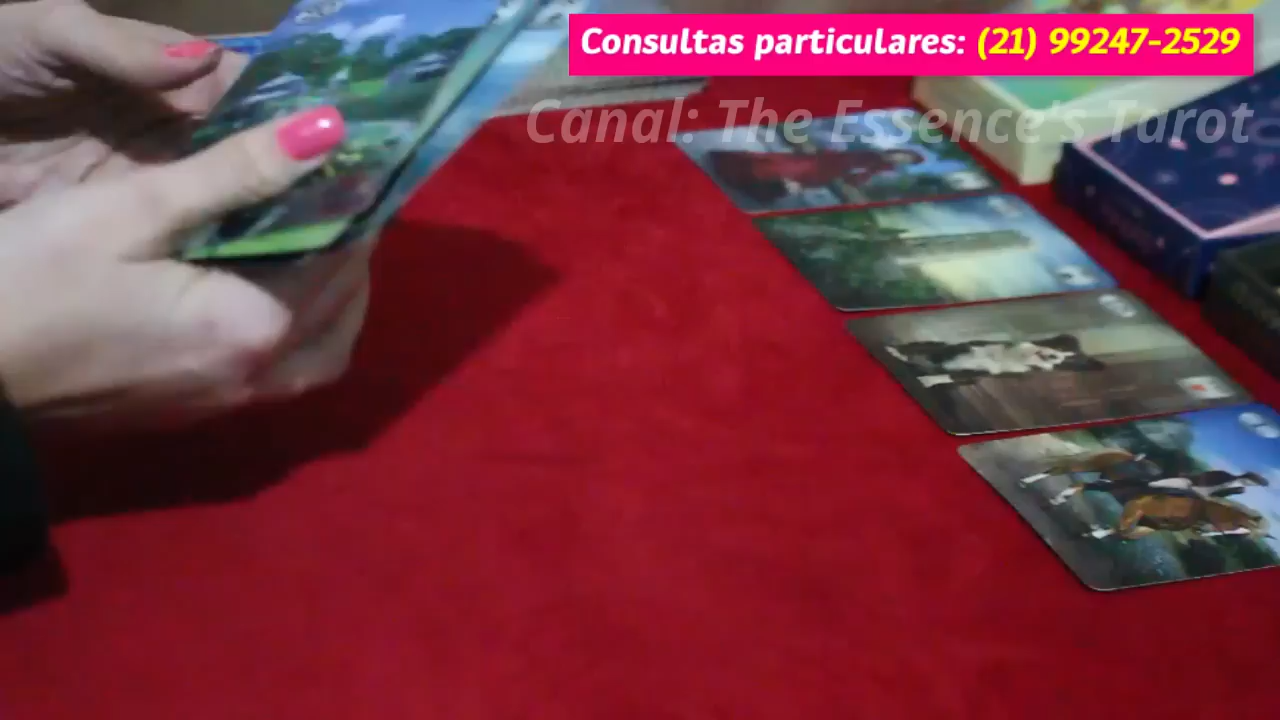 Consultas particulares: (21) 99247-2529
Canal: The Essence's Tarot